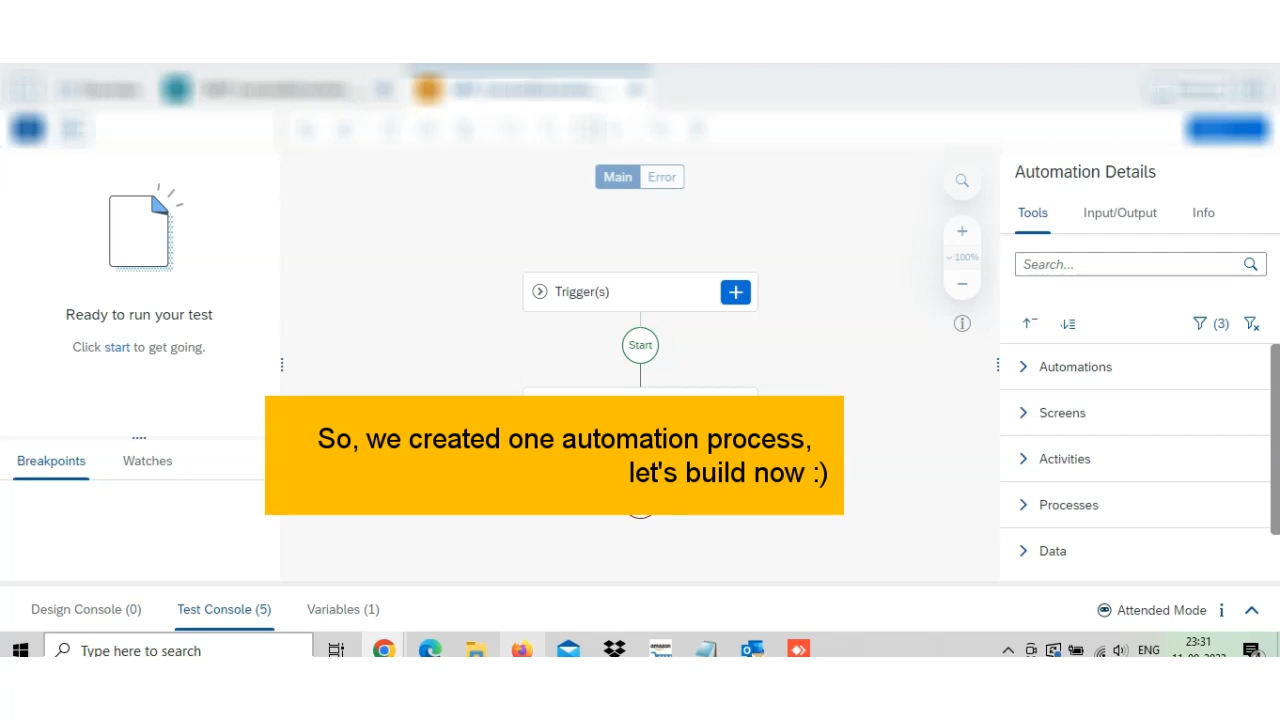 Main Error
Automation Details
Tools Input/Output Info
Search...
Trigger(s)
100%
Ready to run your test
Click start to get going.
(3)
Start
Automations
Screens
So, we created one automation process,
let's build now :)
Breakpoints Watches
Activities
Processes
Data
Design Console (0) Test Console (5) Variables (1) Attended Mode
Type here to search
ENG
23:31